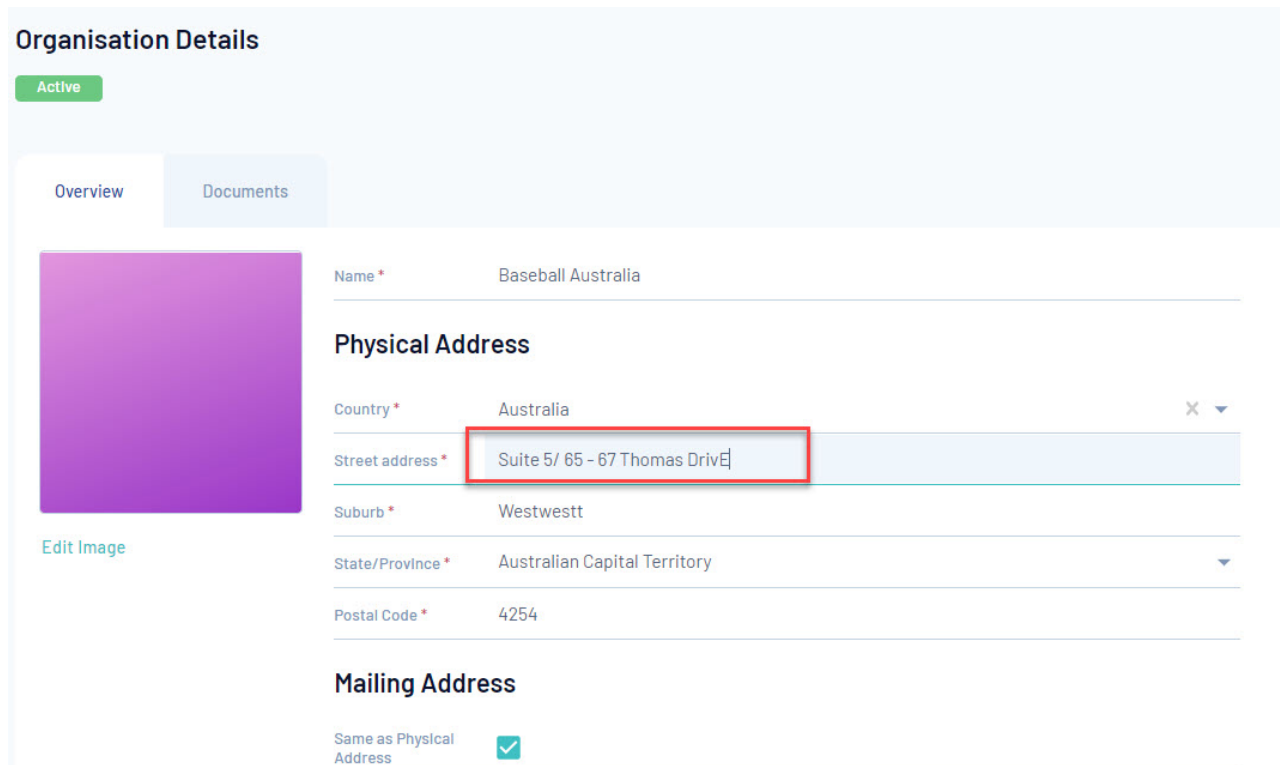 Organisation Details
Active
Overview Documents
Name * Baseball Australia
Physical Address
Country * Australia
Street address * Suite 5/ 65 - 67 Thomas DrivE
Suburb * Westwestt
Edit Image
State/Province * Australian Capital Territory
Postal Code * 4254
Mailing Address
Same as Physical
Address